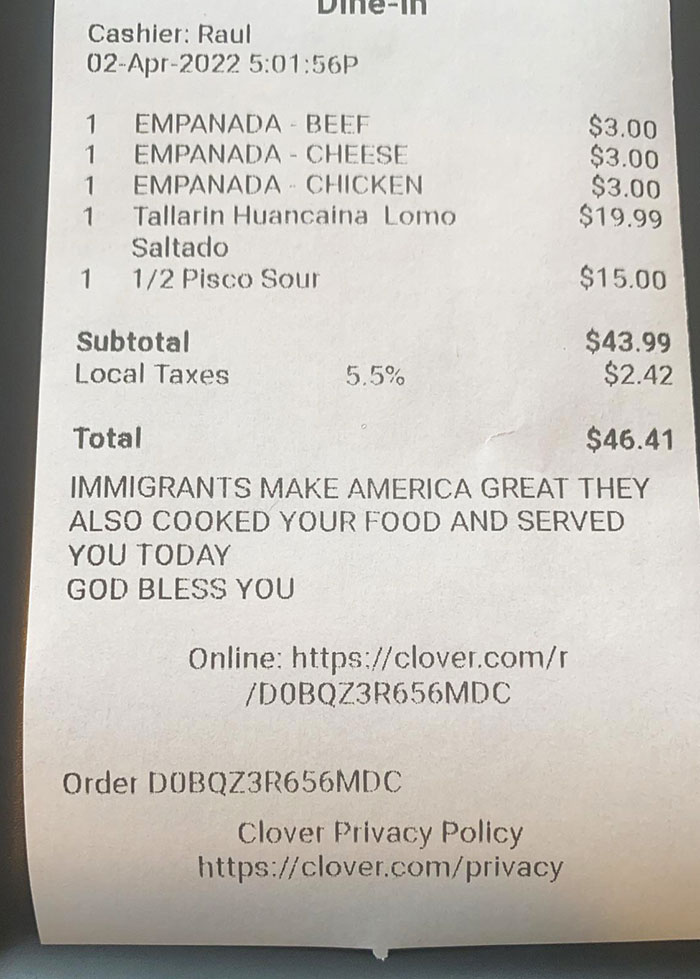 Dine-In
Cashier: Raul
02-Apr-2022 5:01:56P
1 EMPANADA - BEEF $3.00
1 EMPANADA - CHEESE $3.00
1 EMPANADA - CHICKEN $3.00
1 Tallarin Huancaina Lomo $19.99
Saltado
1 1/2 Pisco Sour $15.00
Subtotal $43.99
Local Taxes 5.5% $2.42
Total $46.41
IMMIGRANTS MAKE AMERICA GREAT THEY
ALSO COOKED YOUR FOOD AND SERVED
YOU TODAY
GOD BLESS YOU
Online: https://clover.com/r
/D0BQZ3R656MDC
Order D0BQZ3R656MDC
Clover Privacy Policy
https://clover.com/privacy